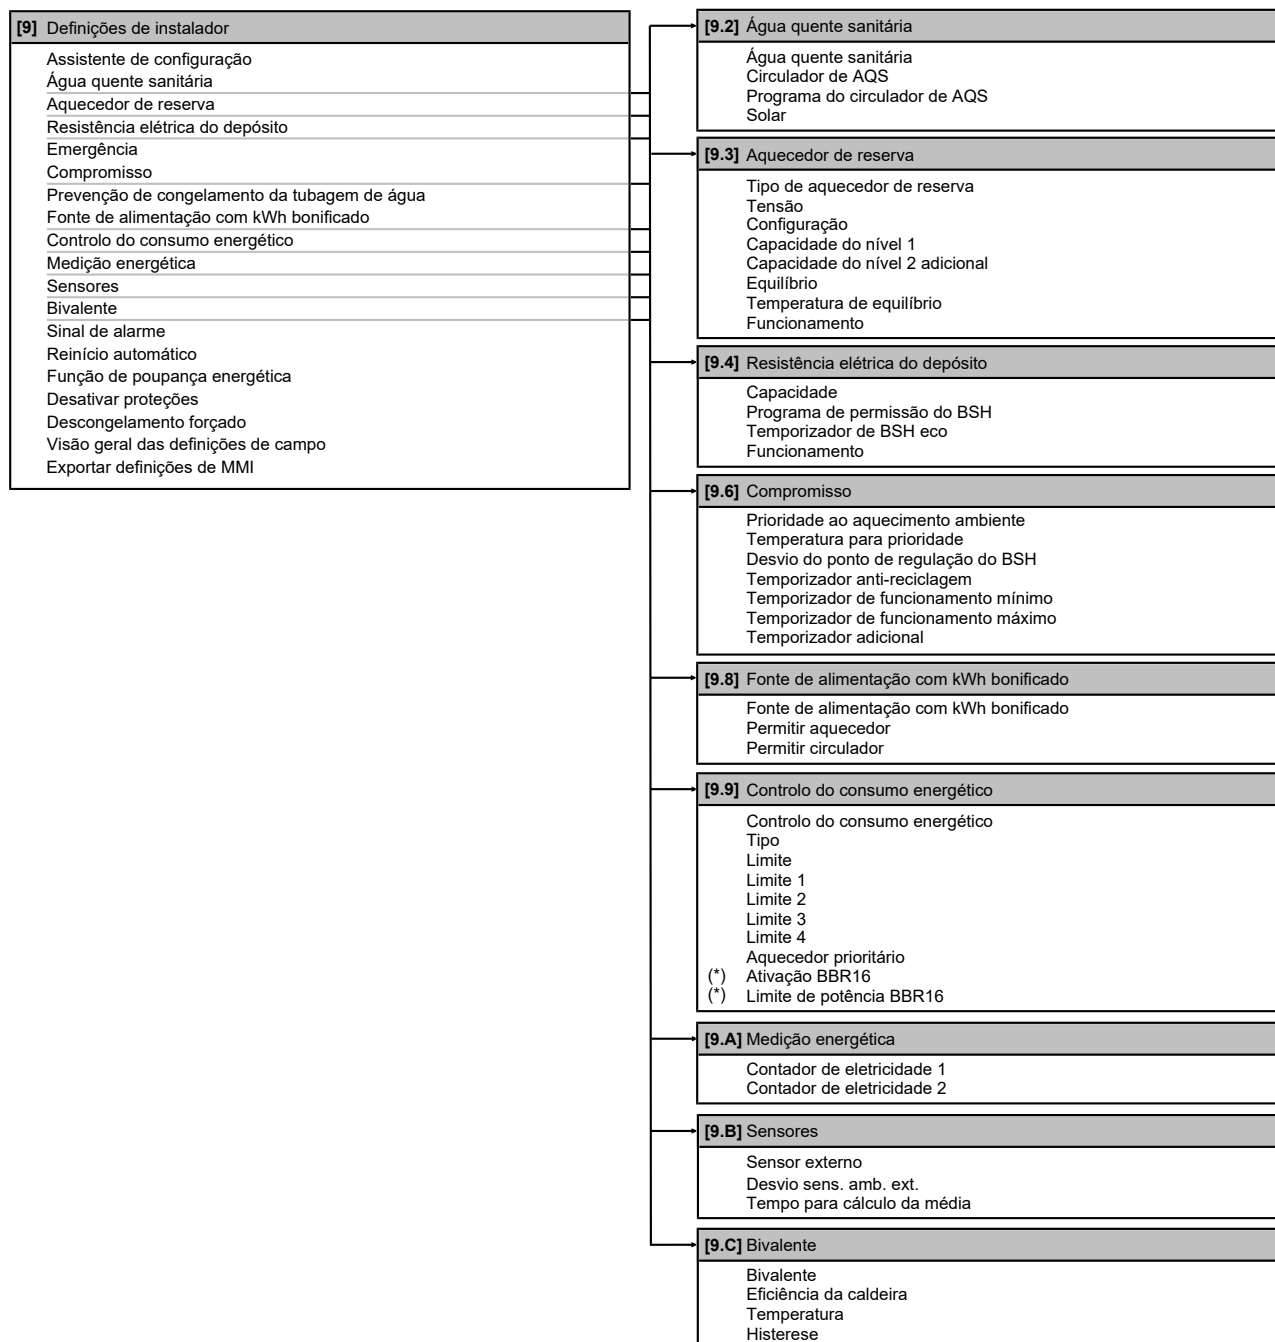 [9] Definições de instalador
Assistente de configuração
Água quente sanitária
Aquecedor de reserva
Resistência elétrica do depósito
Emergência
Compromisso
Prevenção de congelamento da tubagem de água
Fonte de alimentação com kWh bonificado
Controlo do consumo energético
Medição energética
Sensores
Bivalente
Sinal de alarme
Reinício automático
Função de poupança energética
Desativar proteções
Descongelamento forçado
Visão geral das definições de campo
Exportar definições de MMI
[9.2] Água quente sanitária
Água quente sanitária
Circulador de AQS
Programa do circulador de AQS
Solar
[9.3] Aquecedor de reserva
Tipo de aquecedor de reserva
Tensão
Configuração
Capacidade do nível 1
Capacidade do nível 2 adicional
Equilíbrio
Temperatura de equilíbrio
Funcionamento
[9.4] Resistência elétrica do depósito
Capacidade
Programa de permissão do BSH
Temporizador de BSH eco
Funcionamento
[9.6] Compromisso
Prioridade ao aquecimento ambiente
Temperatura para prioridade
Desvio do ponto de regulação do BSH
Temporizador anti-reciclagem
Temporizador de funcionamento mínimo
Temporizador de funcionamento máximo
Temporizador adicional
[9.8] Fonte de alimentação com kWh bonificado
Fonte de alimentação com kWh bonificado
Permitir aquecedor
Permitir circulador
[9.9] Controlo do consumo energético
Controlo do consumo energético
Tipo
Limite
Limite 1
Limite 2
Limite 3
Limite 4
Aquecedor prioritário
(*) Ativação BBR16
(*) Limite de potência BBR16
[9.A] Medição energética
Contador de eletricidade 1
Contador de eletricidade 2
[9.B] Sensores
Sensor externo
Desvio sens. amb. ext.
Tempo para cálculo da média
[9.C] Bivalente
Bivalente
Eficiência da caldeira
Temperatura
Histerese